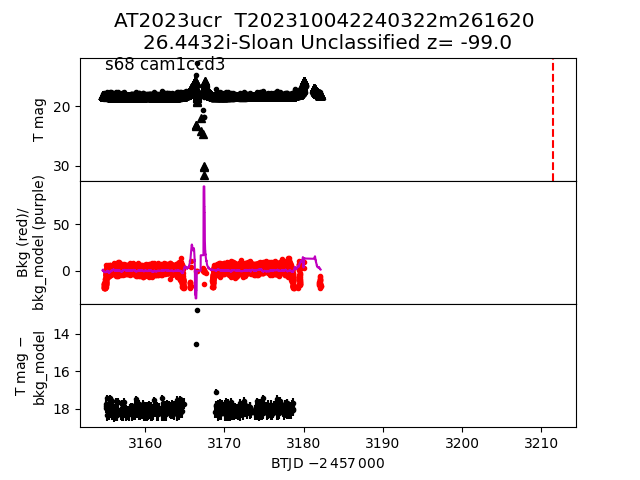 AT2023ucr T202310042240322m261620
26.4432i-Sloan Unclassified z= -99.0
s68 cam1ccd3
T mag
20
30
Bkg (red)/
bkg_model (purple)
50
0
T mag −
bkg_model
14
16
18
3160 3170 3180 3190 3200 3210
BTJD −2 457 000